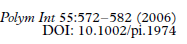 Polym Int 55:572–582 (2006)
DOI: 10.1002/pi.1974